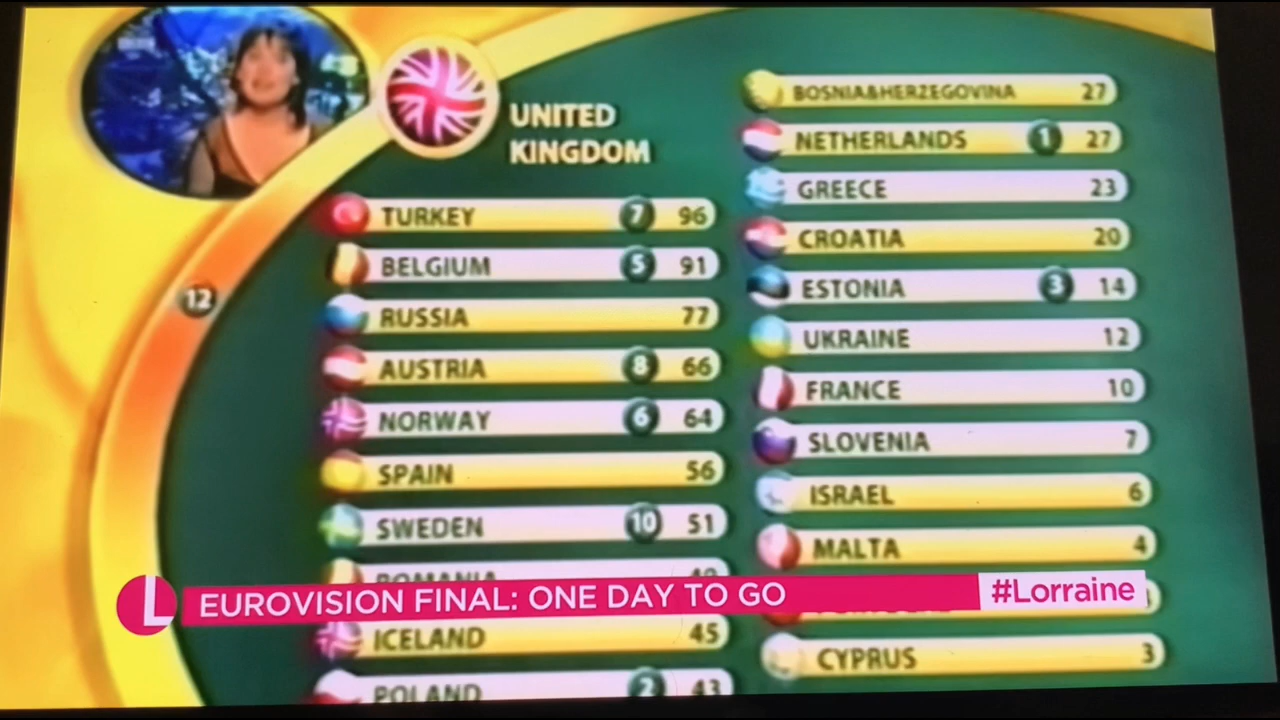 UNITED
KINGDOM
12
TURKEY 7 96
BELGIUM 5 91
RUSSIA 77
AUSTRIA 8 66
NORWAY 6 64
SPAIN 56
SWEDEN 10 51
ROMANIA
ICELAND 45
POLAND 2 43
BOSNIA&HERZEGOVINA 27
NETHERLANDS 1 27
GREECE 23
CROATIA 20
ESTONIA 3 14
UKRAINE 12
FRANCE 10
SLOVENIA 7
ISRAEL 6
MALTA 4
CYPRUS 3
L EUROVISION FINAL: ONE DAY TO GO
#Lorraine